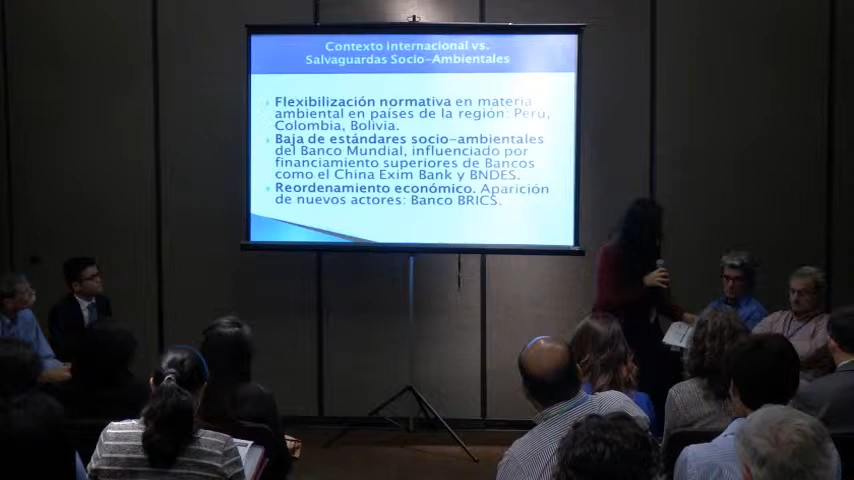 Contexto internacional vs.
Salvaguardas Socio-Ambientales
Flexibilización normativa en materia
ambiental en países de la región: Perú,
Colombia, Bolivia.
Baja de estándares socio-ambientales
del Banco Mundial, influenciado por
financiamiento superiores de Bancos
como el China Exim Bank y BNDES.
Reordenamiento económico. Aparición
de nuevos actores: Banco BRICS.